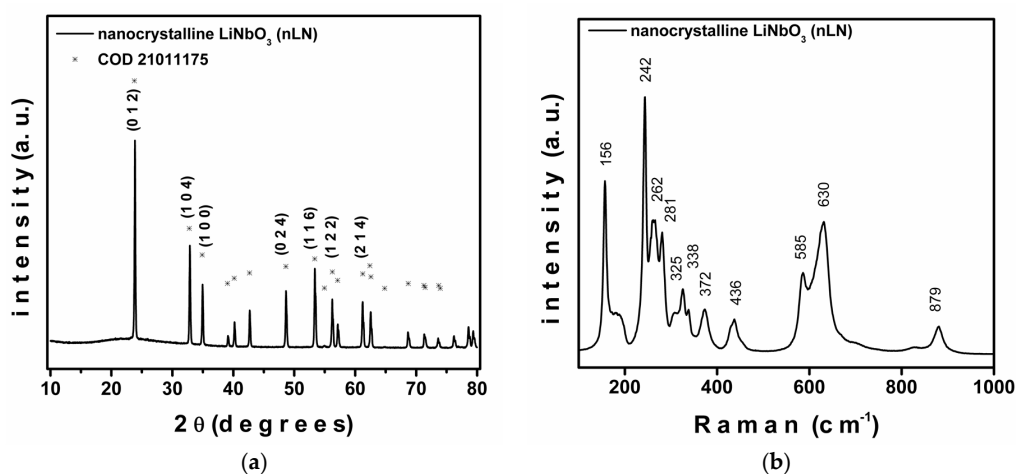 nanocrystalline LiNbO3 (nLN)
COD 21011175
(0 1 2)
(1 0 4)
(1 0 0)
(0 2 4)
(1 1 6)
(1 2 2)
(2 1 4)
intensity (a. u.)
10 20 30 40 50 60 70 80
2 θ (degrees)
(a)
nanocrystalline LiNbO3 (nLN)
156
242
262
281
325
338
372
436
585
630
879
intensity (a. u.)
200 400 600 800 1000
Raman (cm-1)
(b)